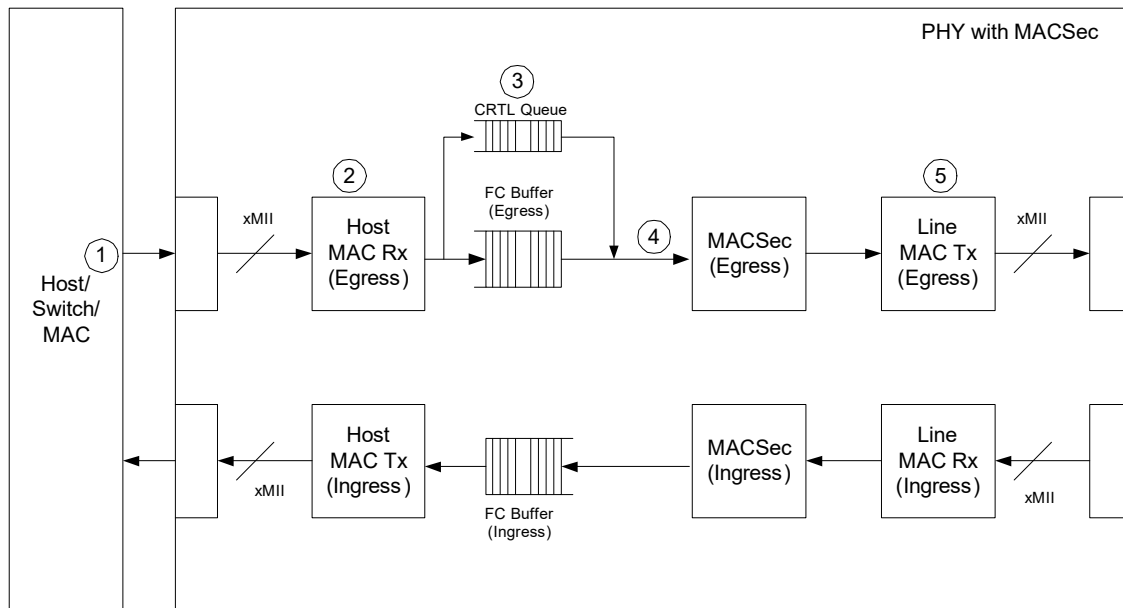 PHY with MACSec
3
CRTL Queue
2
5
FC Buffer
(Egress)
xMII
Host
MAC Rx
(Egress)
4
MACSec
(Egress)
Line
MAC Tx
(Egress)
xMII
1
Host/
Switch/
MAC
Host
MAC Tx
(Ingress)
MACSec
(Ingress)
Line
MAC Rx
(Ingress)
xMII
xMII
FC Buffer
(Ingress)